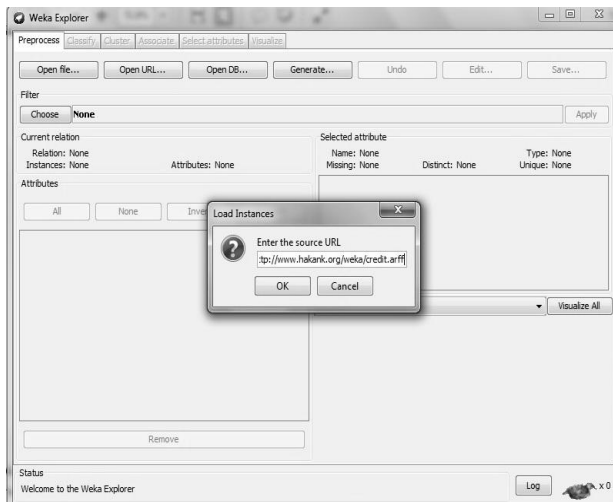 Weka Explorer
Preprocess Classify Cluster Associate Select attributes Visualize
Open file... Open URL... Open DB... Generate... Undo Edit... Save...
Filter
Choose None Apply
Current relation
Relation: None
Instances: None Attributes: None
Selected attribute
Name: None Type: None
Missing: None Distinct: None Unique: None
Attributes
All None
Load Instances
Enter the source URL
:tp://www.hakank.org/weka/credit.arff
OK Cancel
Visualize All
Remove
Status
Welcome to the Weka Explorer
Log x 0